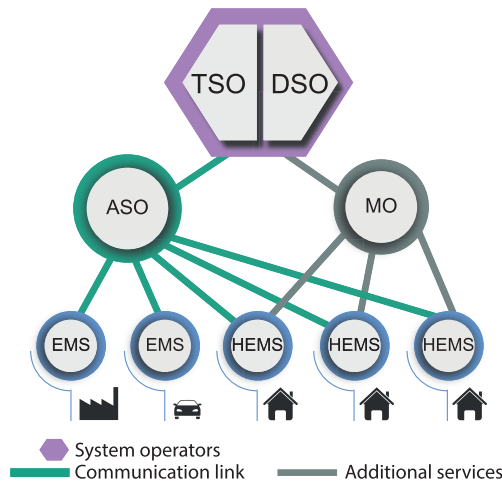 TSO DSO
ASO MO
EMS EMS HEMS HEMS HEMS
System operators
Communication link Additional services